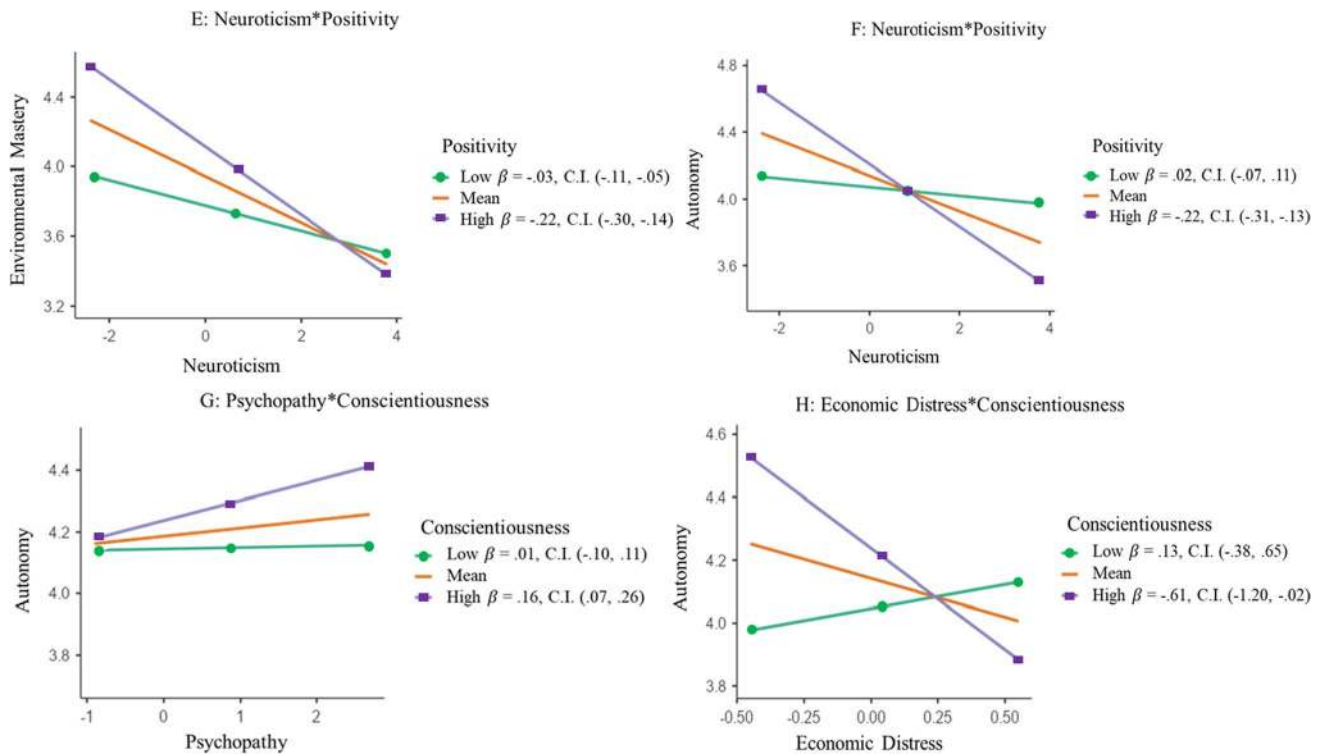 E: Neuroticism*Positivity
Environmental Mastery
4.4
4.0
3.6
3.2
-2
0
2
4
Neuroticism
Positivity
Low β = -.03, C.I. (-.11, -.05)
Mean
High β = -.22, C.I. (-.30, -.14)
F: Neuroticism*Positivity
Autonomy
4.8
4.4
4.0
3.6
-2
0
2
4
Neuroticism
Positivity
Low β = .02, C.I. (-.07, .11)
Mean
High β = -.22, C.I. (-.31, -.13)
G: Psychopathy*Conscientiousness
Autonomy
4.4
4.2
4.0
3.8
-1
0
1
2
Psychopathy
Conscientiousness
Low β = .01, C.I. (-.10, .11)
Mean
High β = .16, C.I. (.07, .26)
H: Economic Distress*Conscientiousness
Autonomy
4.6
4.4
4.2
4.0
3.8
-0.50
-0.25
0.00
0.25
0.50
Economic Distress
Conscientiousness
Low β = .13, C.I. (-.38, .65)
Mean
High β = -.61, C.I. (-1.20, -.02)